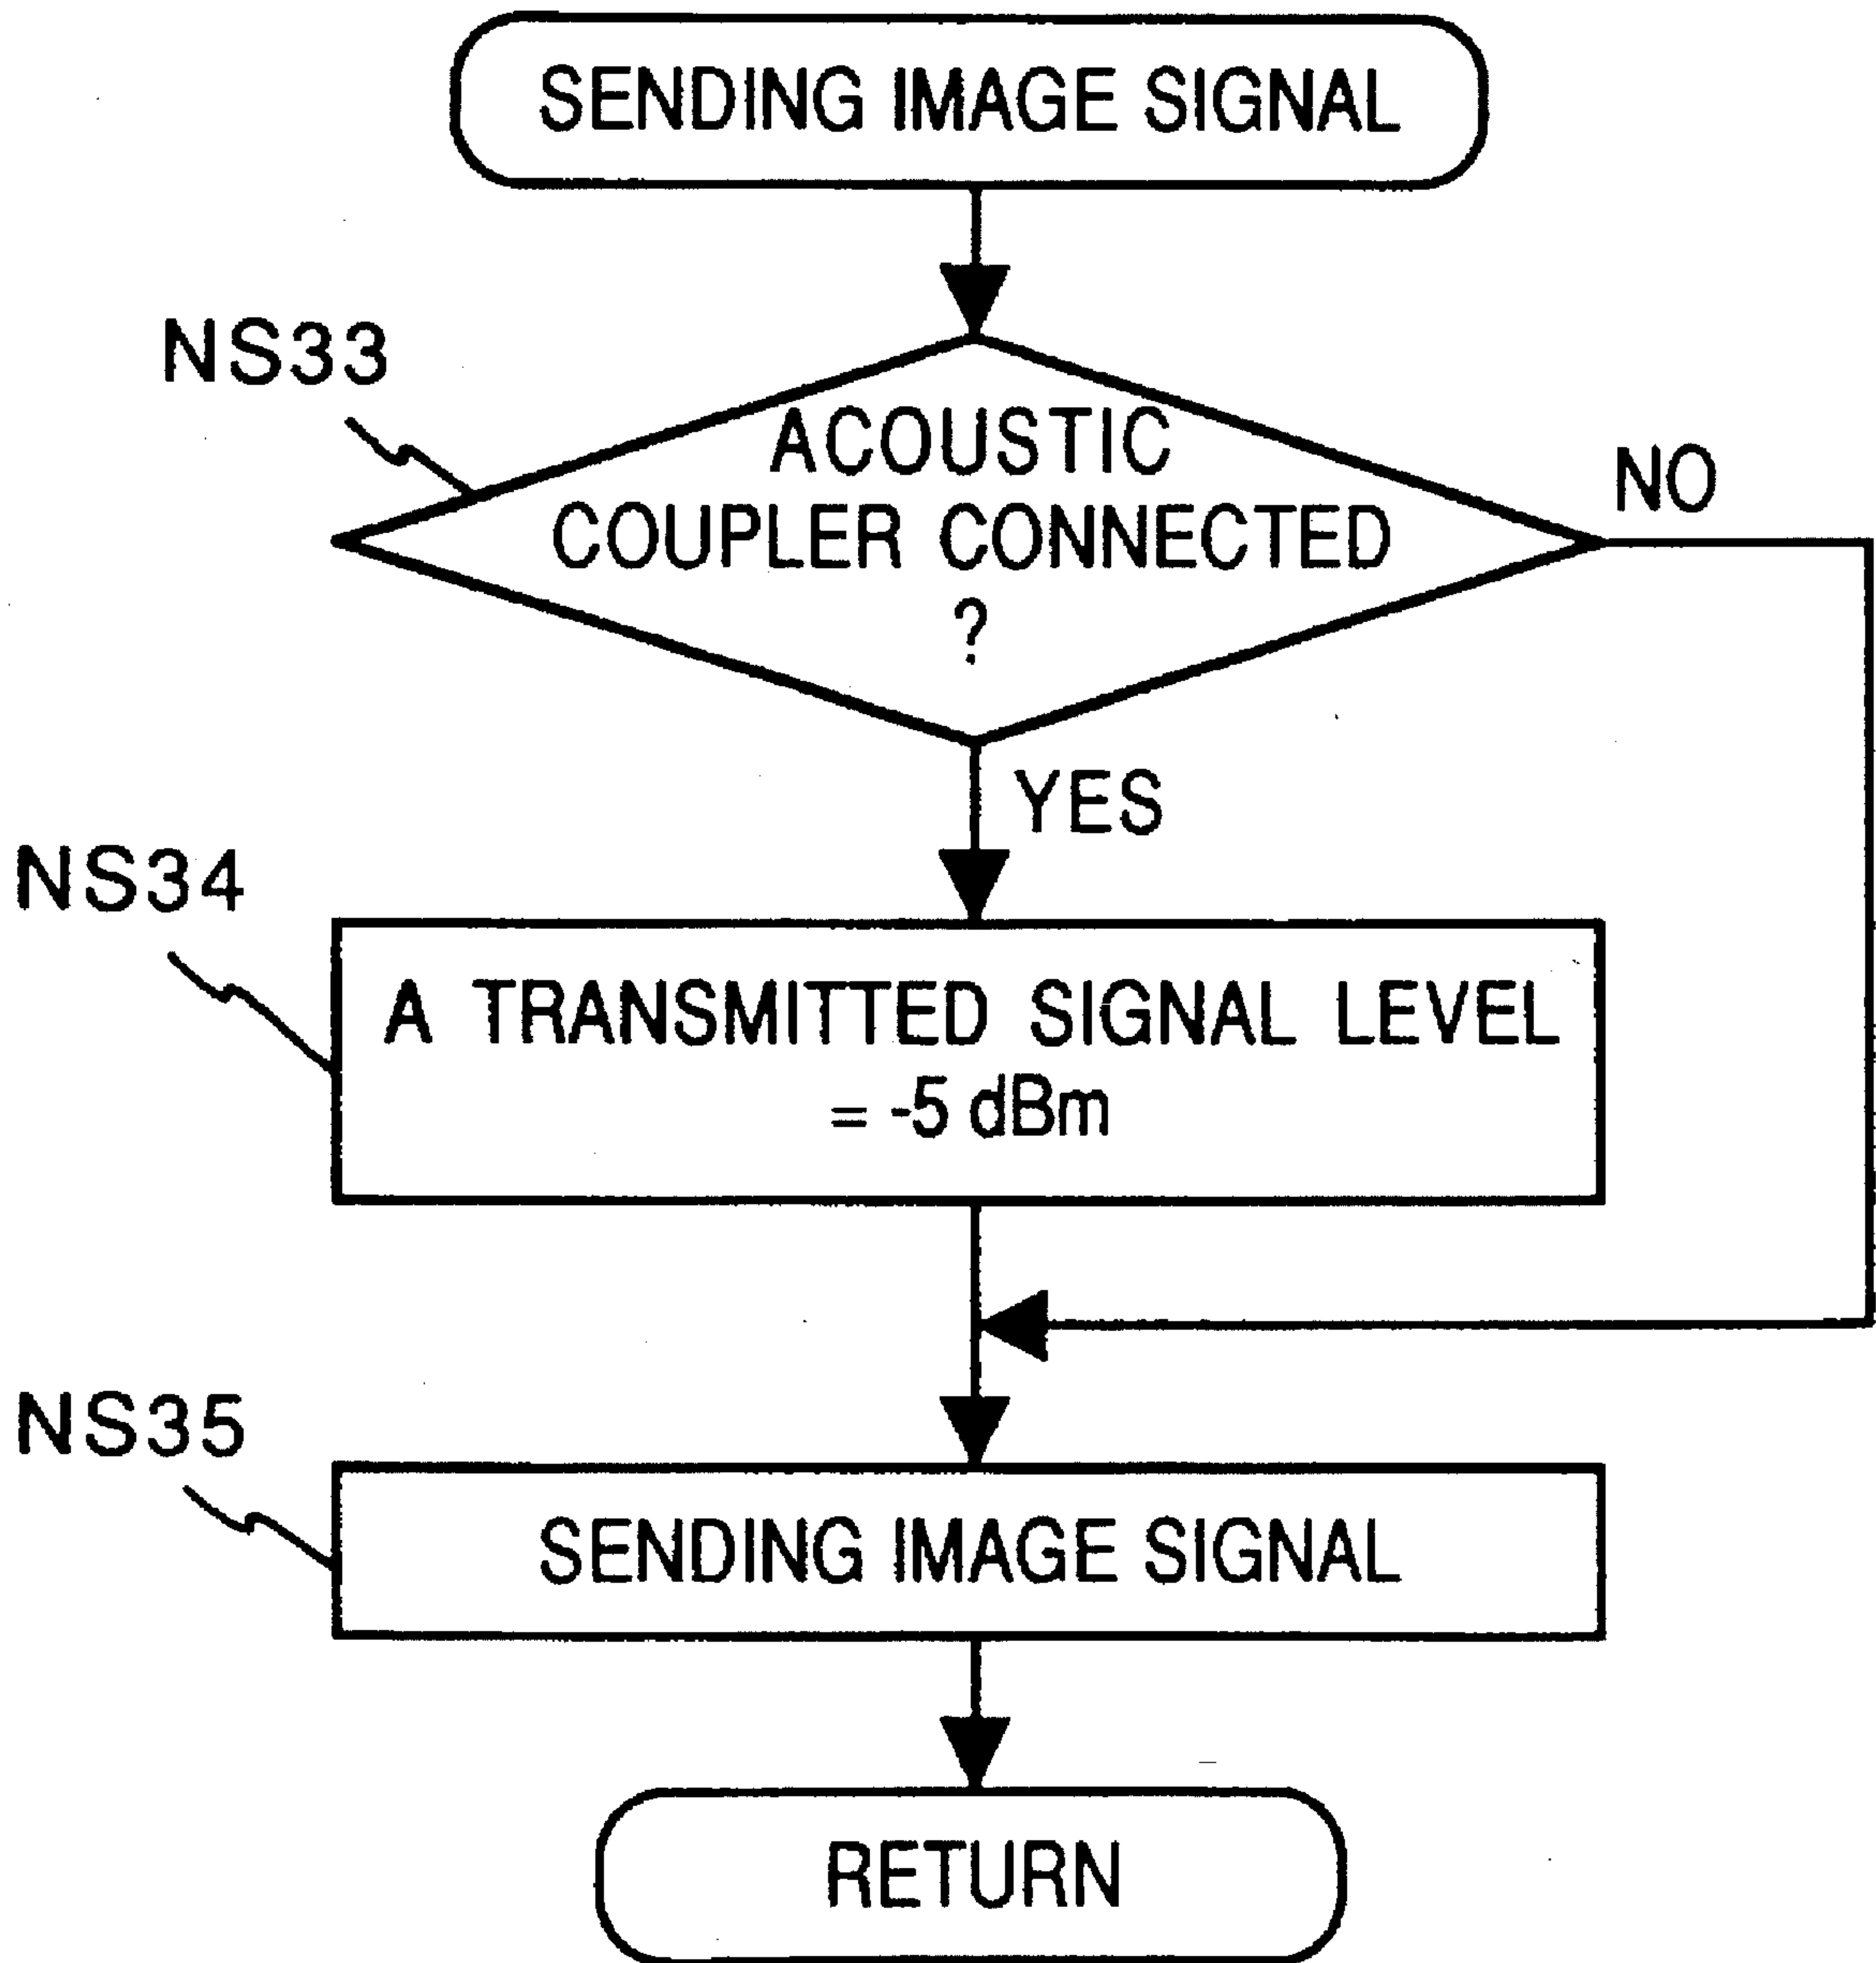 SENDING IMAGE SIGNAL
NS33
ACOUSTIC
COUPLER CONNECTED
?
NO
YES
NS34
A TRANSMITTED SIGNAL LEVEL
= -5 dBm
NS35
SENDING IMAGE SIGNAL
RETURN